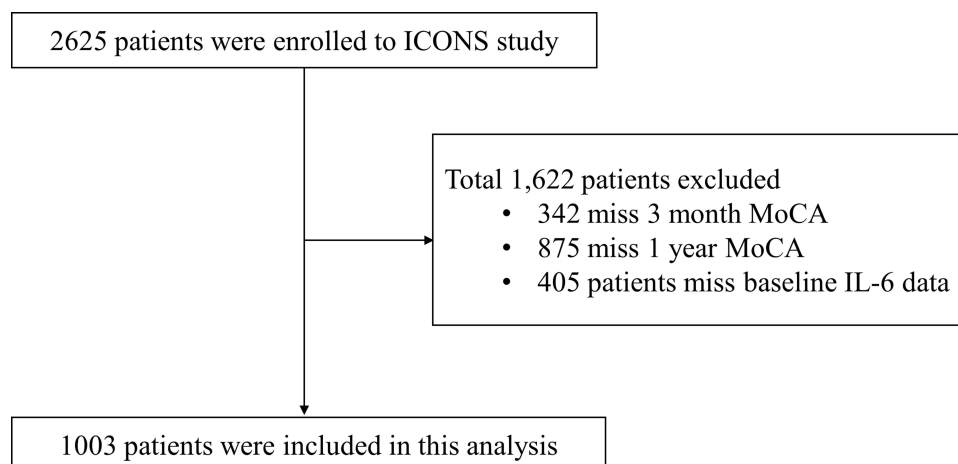 2625 patients were enrolled to ICONS study
Total 1,622 patients excluded
• 342 miss 3 month MoCA
• 875 miss 1 year MoCA
• 405 patients miss baseline IL-6 data
1003 patients were included in this analysis